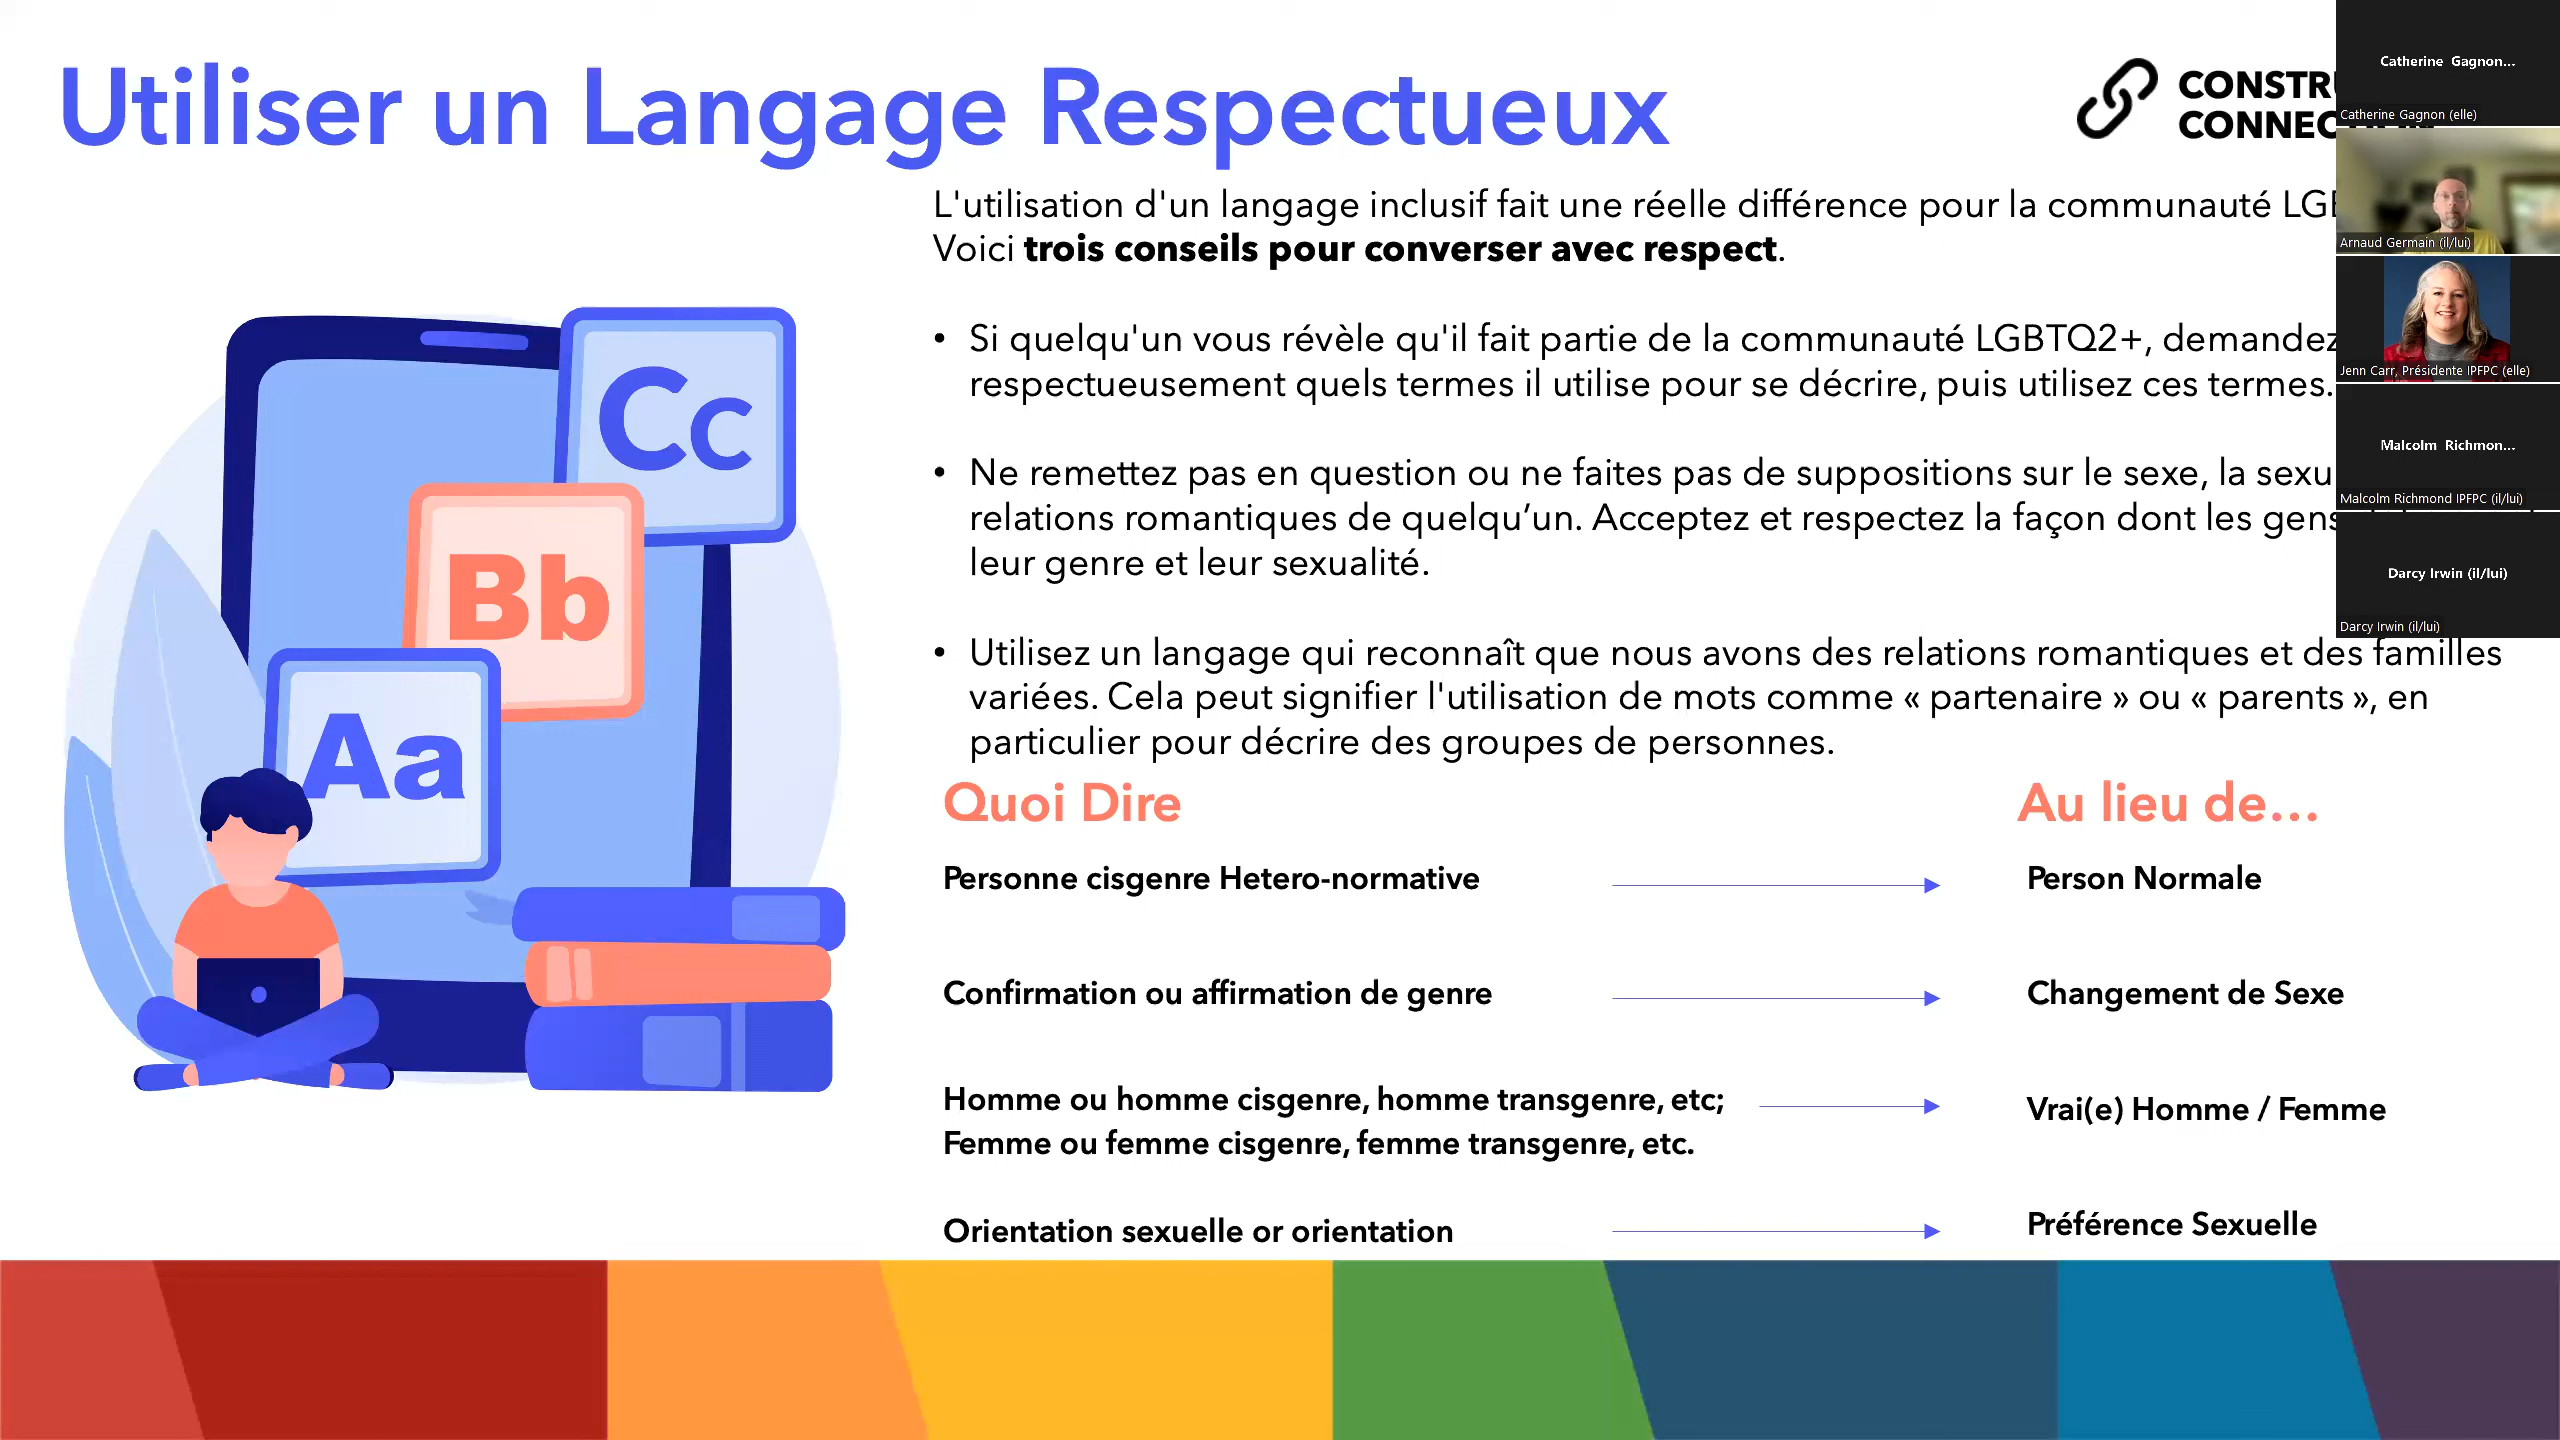 Utiliser un Langage Respectueux
CONSTR
CONNEC
L'utilisation d'un langage inclusif fait une réelle différence pour la communauté
Voici trois conseils pour converser avec respect.
• Si quelqu'un vous révèle qu'il fait partie de la communauté LGBTQ2+, demandez
respectueusement quels termes il utilise pour se décrire, puis utilisez ces termes.
• Ne remettez pas en question ou ne faites pas de suppositions sur le sexe, la
relations romantiques de quelqu’un. Acceptez et respectez la façon dont les gens
leur genre et leur sexualité.
• Utilisez un langage qui reconnaît que nous avons des relations romantiques et des familles
variées. Cela peut signifier l'utilisation de mots comme « partenaire » ou « parents », en
particulier pour décrire des groupes de personnes.
Quoi Dire
Au lieu de...
Personne cisgenre Hetero-normative
Person Normale
Confirmation ou affirmation de genre
Changement de Sexe
Homme ou homme cisgenre, homme transgenre, etc;
Femme ou femme cisgenre, femme transgenre, etc.
Vrai(e) Homme / Femme
Orientation sexuelle or orientation
Préférence Sexuelle
Cc
Bb
Aa
Catherine Gagnon...
Catherine Gagnon (elle)
Arnaud Germain (il/lui)
Jenn Carr, Présidente IPFPC (elle)
Malcolm Richmon...
Malcolm Richmond IPFPC (il/lui)
Darcy Irwin (il/lui)
Darcy Irwin (il/lui)